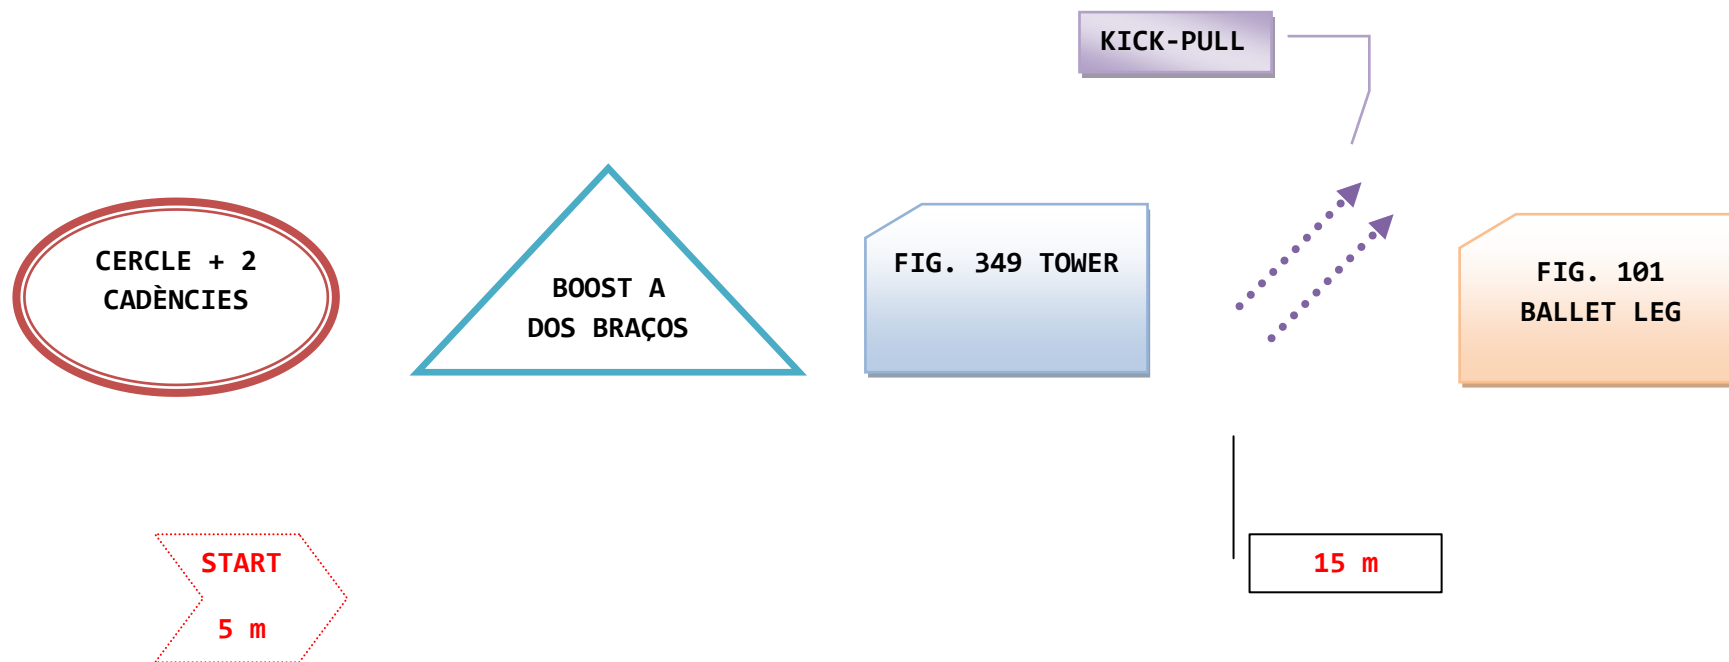 KICK-PULL
CERCLE + 2
CADÈNCIES
BOOST A
DOS BRAÇOS
FIG. 349 TOWER
FIG. 101
BALLET LEG
START
5 m
15 m